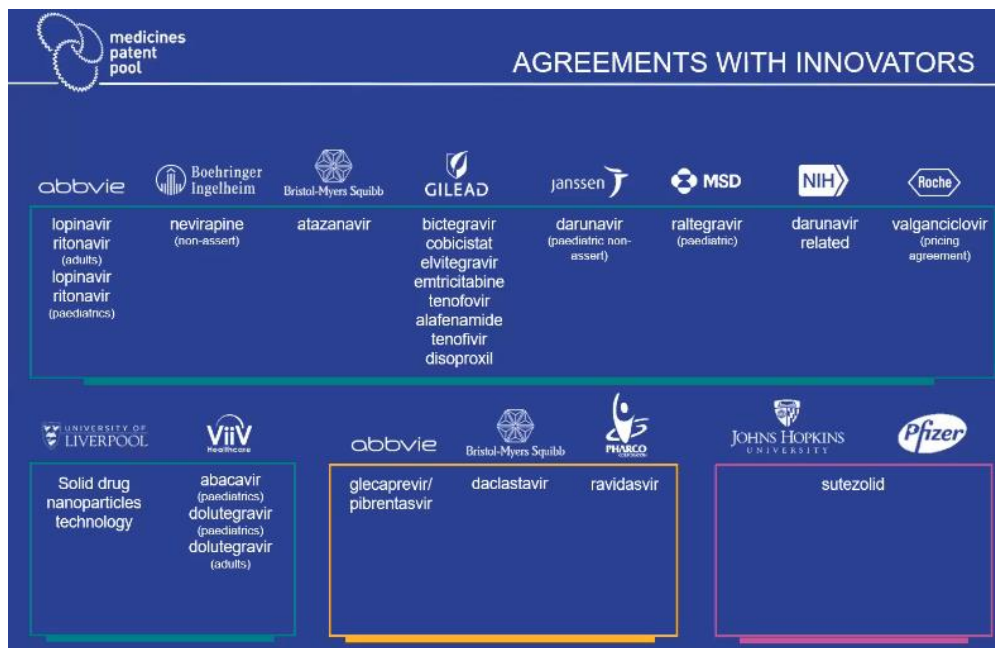 medicines
patent
pool
AGREEMENTS WITH INNOVATORS
abbvie
Boehringer
Ingelheim
Bristol-Myers Squibb
GILEAD
janssen
MSD
NIH
Roche
lopinavir
ritonavir
(adults)
lopinavir
ritonavir
(paediatrics)
nevirapine
(non-assert)
atazanavir
bictegravir
cobicistat
elvitegravir
emtricitabine
tenofovir
alafenamide
tenofivir
disoproxil
darunavir
(paediatric non-
assert)
raltegravir
(paediatric)
darunavir
related
valganciclovir
(pricing
agreement)
UNIVERSITY OF
LIVERPOOL
ViiV
Healthcare
abbvie
Bristol-Myers Squibb
PHARCO
CORPORATION
JOHNS HOPKINS
UNIVERSITY
Pfizer
Solid drug
nanoparticles
technology
abacavir
(paediatrics)
dolutegravir
(paediatrics)
dolutegravir
(adults)
glecaprevir/
pibrentasvir
daclastavir
ravidasvir
sutezolid